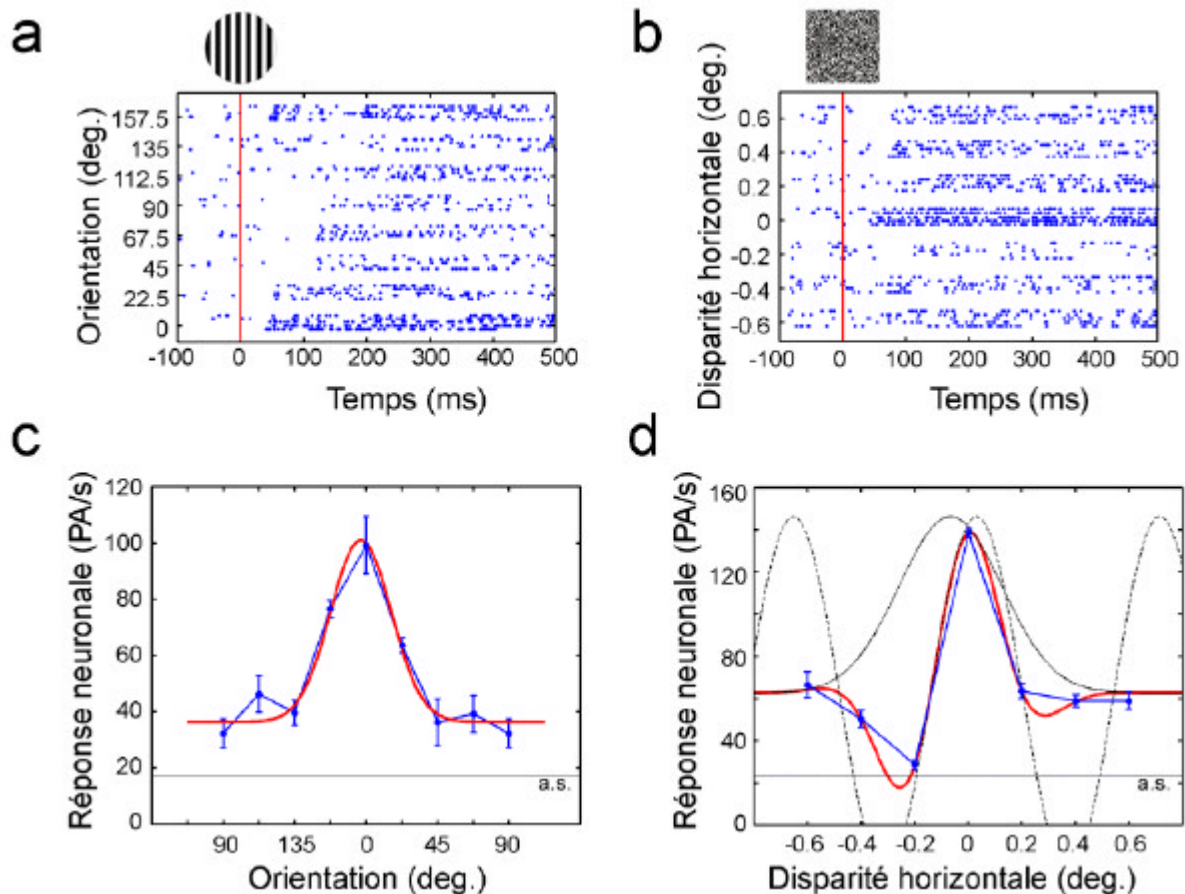 a
Orientation (deg.)
157.5
135
112.5
90
67.5
45
22.5
0
-100 0 100 200 300 400 500
Temps (ms)
b
Disparité horizontale (deg.)
0.6
0.4
0.2
0
-0.2
-0.4
-0.6
-100 0 100 200 300 400 500
Temps (ms)
c
Réponse neuronale (PA/s)
120
100
80
60
40
20
0
a.s.
90 135 0 45 90
Orientation (deg.)
d
Réponse neuronale (PA/s)
160
120
80
40
0
a.s.
-0.6 -0.4 -0.2 0 0.2 0.4 0.6
Disparité horizontale (deg.)